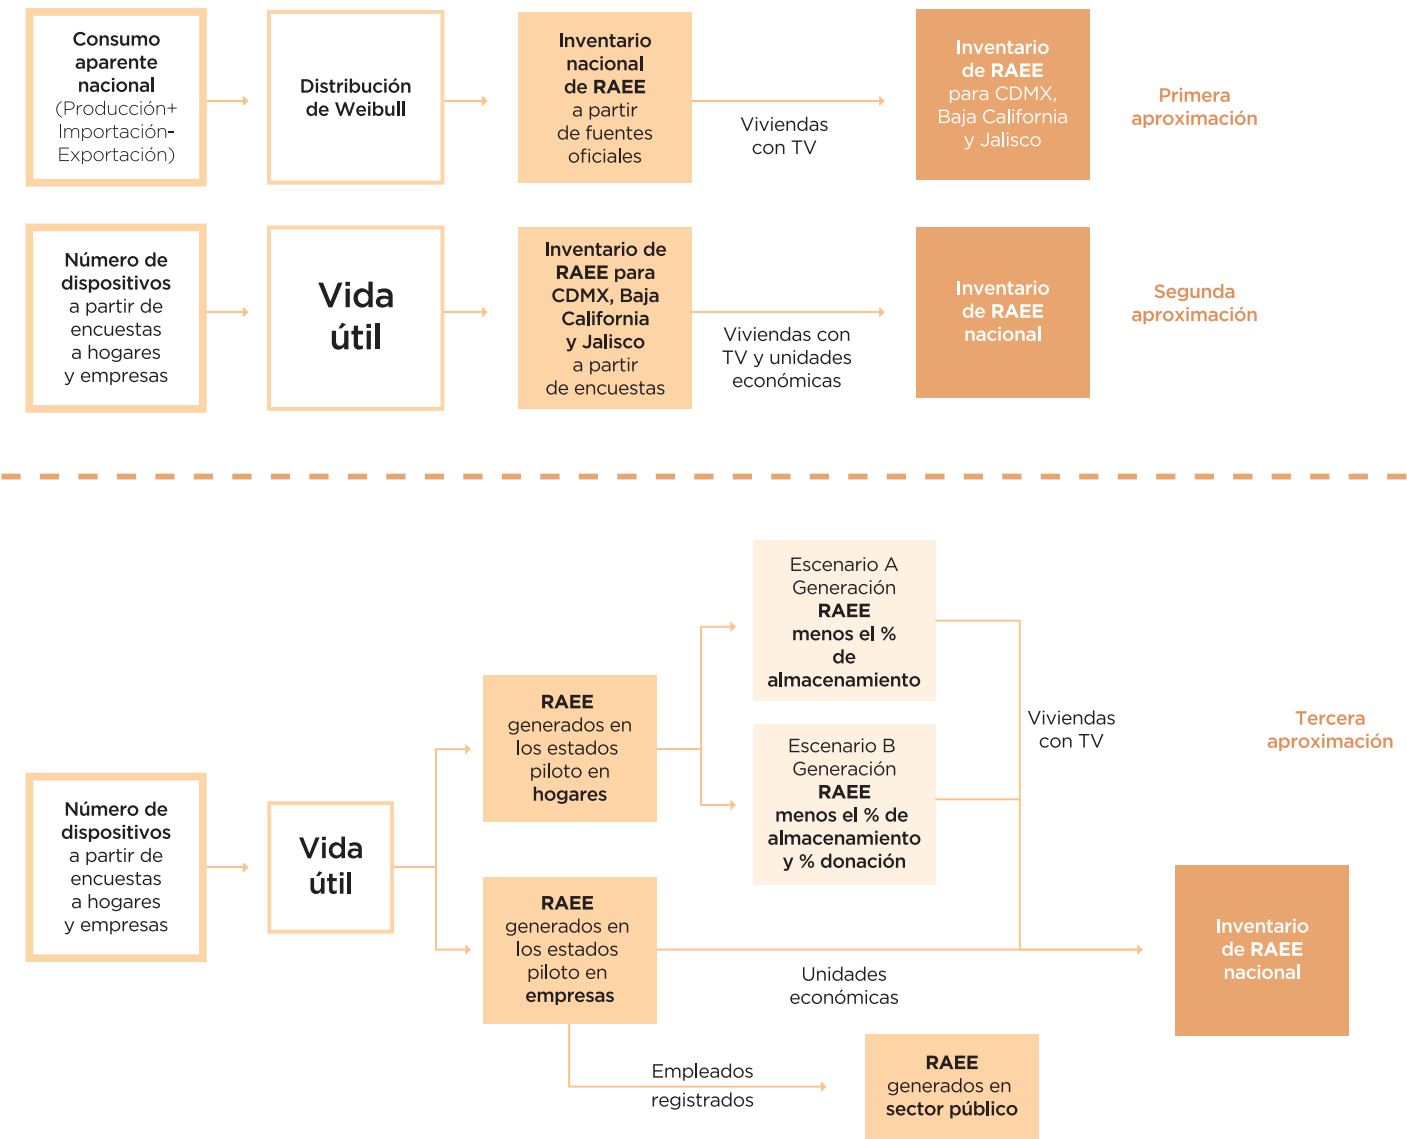 Consumo
aparente
nacional
(Producción+
Importación-
Exportación)
Distribución
de Weibull
Inventario
nacional
de RAEE
a partir
de fuentes
oficiales
Viviendas
con TV
Inventario
de RAEE
para CDMX,
Baja California
y Jalisco
Primera
aproximación
Número de
dispositivos
a partir de
encuestas
a hogares
y empresas
Vida
útil
Inventario de
RAEE para
CDMX, Baja
California
y Jalisco
a partir
de encuestas
Viviendas con
TV y unidades
económicas
Inventario
de RAEE
nacional
Segunda
aproximación
Número de
dispositivos
a partir de
encuestas
a hogares
y empresas
Vida
útil
RAEE
generados en
los estados
piloto en
hogares
Escenario A
Generación
RAEE
menos el %
de
almacenamiento
Escenario B
Generación
RAEE
menos el % de
almacenamiento
y % donación
Viviendas
con TV
Tercera
aproximación
RAEE
generados en
los estados
piloto en
empresas
Unidades
económicas
Inventario
de RAEE
nacional
Empleados
registrados
RAEE
generados en
sector público